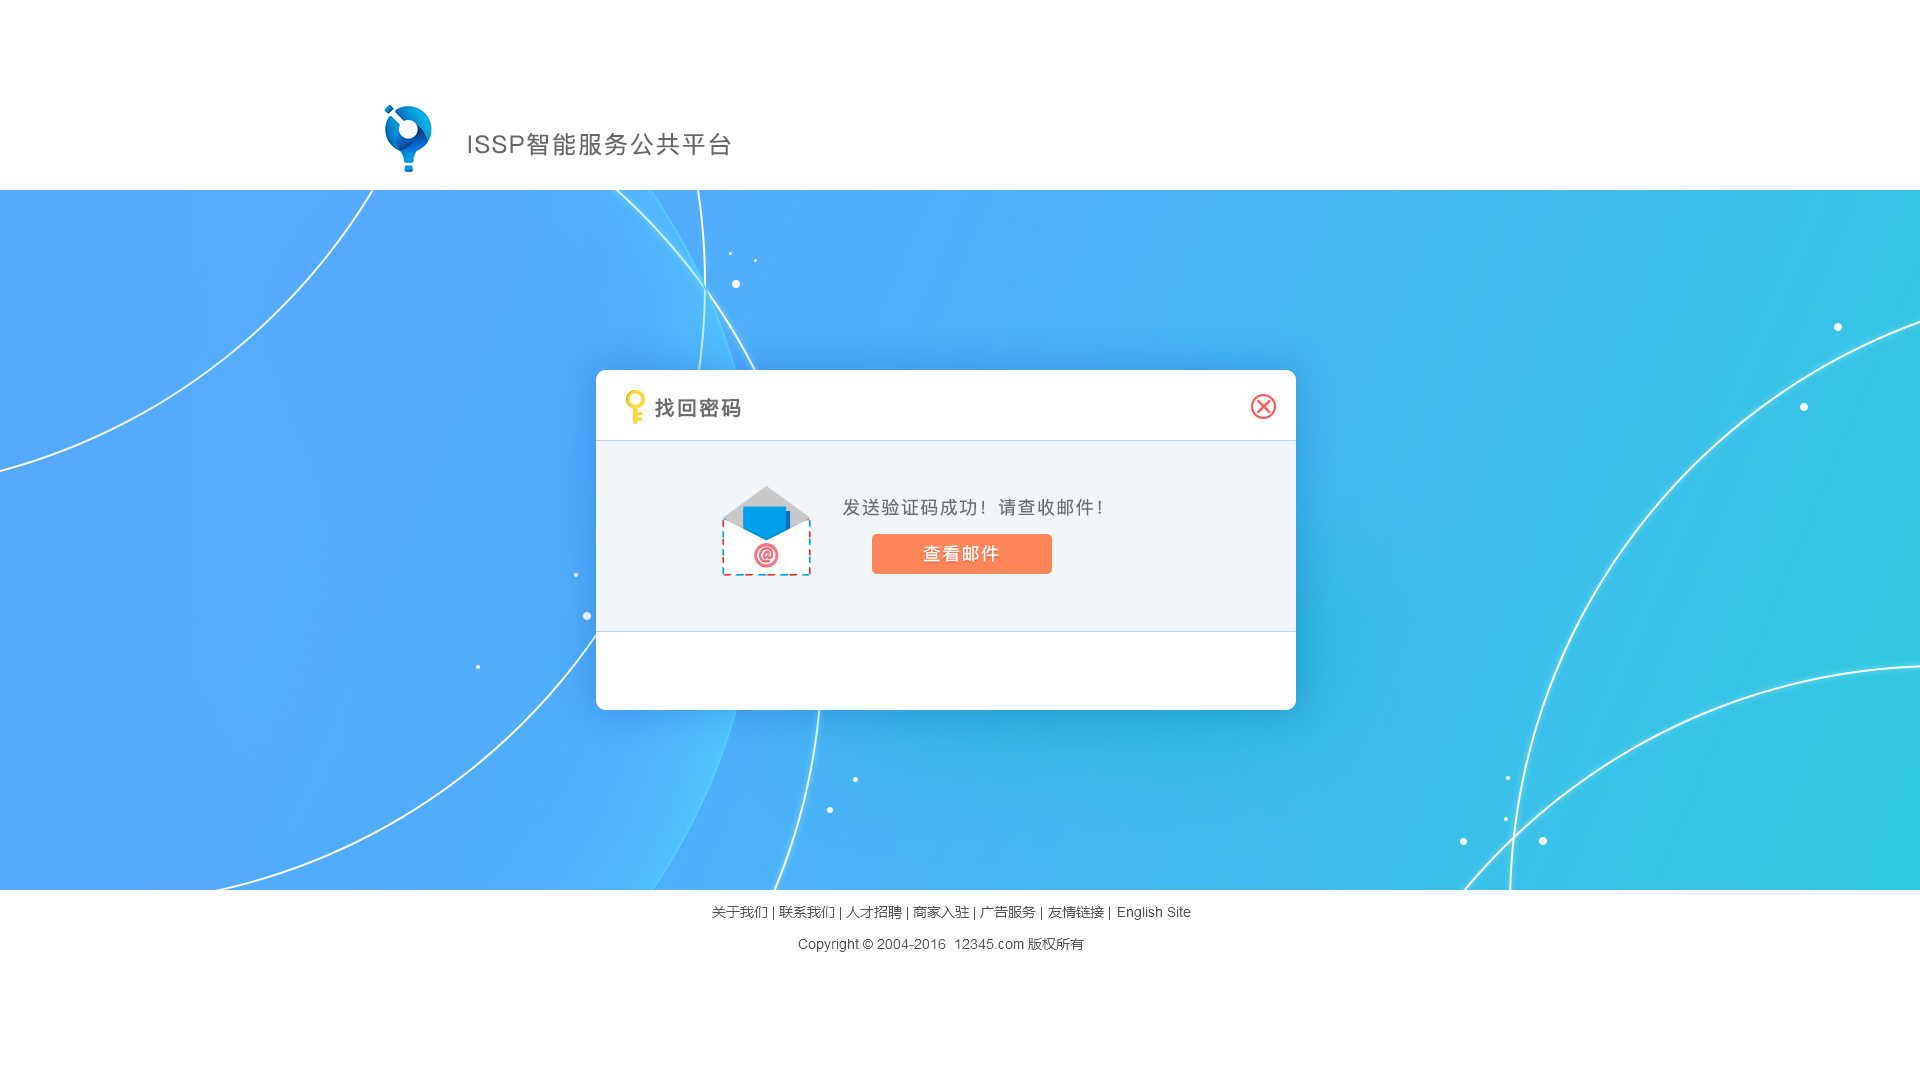 ISSP智能服务公共平台
找回密码
发送验证码成功！请查收邮件！
@
查看邮件
关于我们 | 联系我们 | 人才招聘 | 商家入驻 | 广告服务 | 友情链接 | English Site
Copyright © 2004-2016 12345.com 版权所有